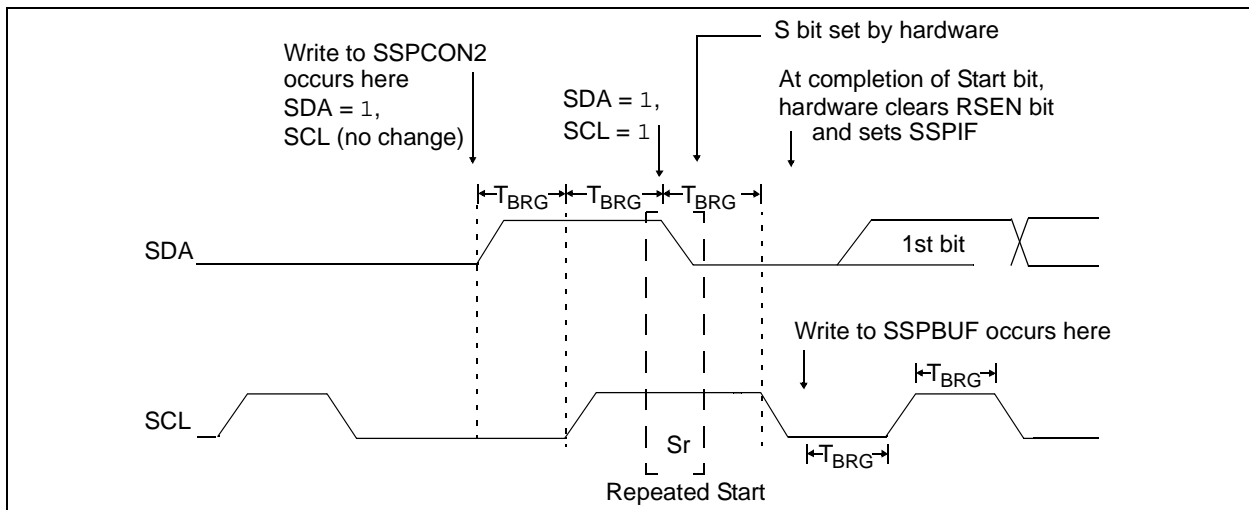 S bit set by hardware
Write to SSPCON2
occurs here
SDA = 1,
SCL (no change)
At completion of Start bit,
hardware clears RSEN bit
and sets SSPIF
SDA = 1,
SCL = 1
TBRG
TBRG
TBRG
SDA
1st bit
Write to SSPBUF occurs here
TBRG
SCL
Sr
TBRG
Repeated Start